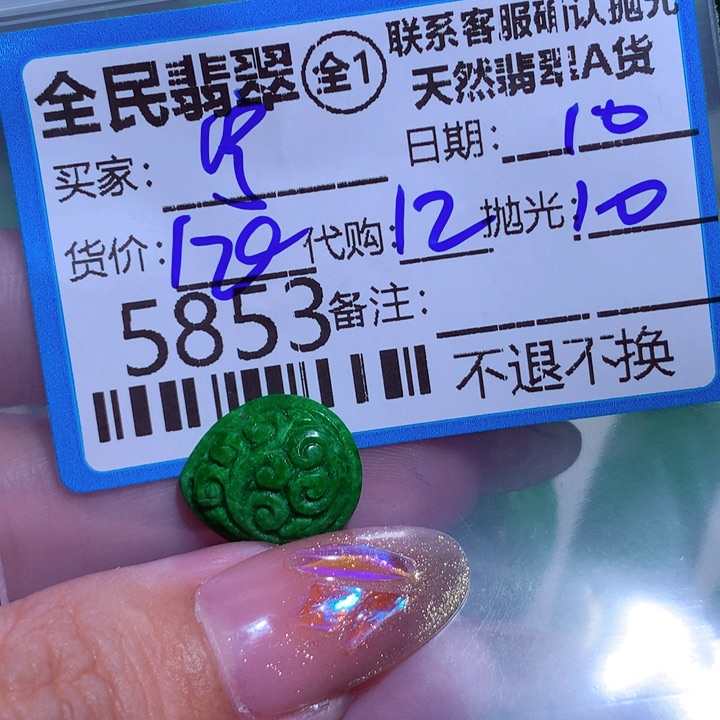 全民翡翠 全1 联系客服确认抛光
天然翡翠A货
买家: 日期: 10
货价: 170 代购: 12 抛光: 10
5853 备注:
不退不换